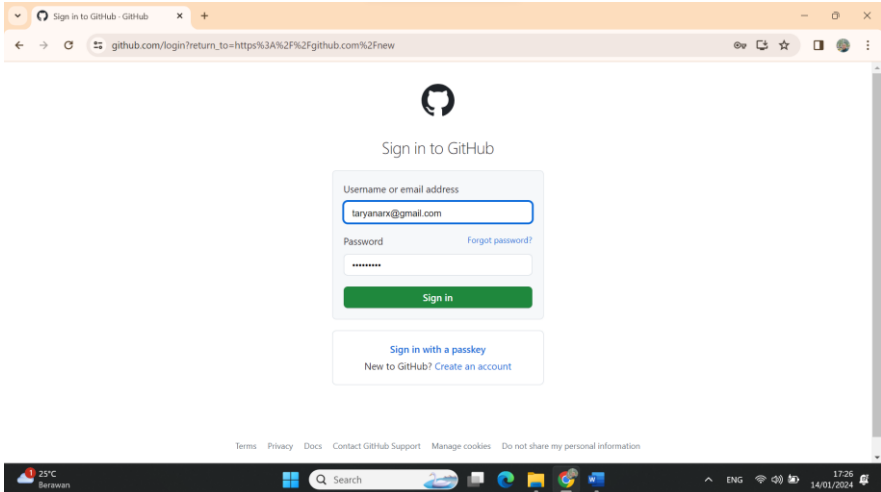 Sign in to GitHub · GitHub
github.com/login?return_to=https%3A%2F%2Fgithub.com%2Fnew
Sign in to GitHub
Username or email address
taryanarx@gmail.com
Password Forgot password?
•••••••••
Sign in
Sign in with a passkey
New to GitHub? Create an account
Terms Privacy Docs Contact GitHub Support Manage cookies Do not share my personal information
1 25°C
Berawan
Search
W
ENG
17:26
14/01/2024